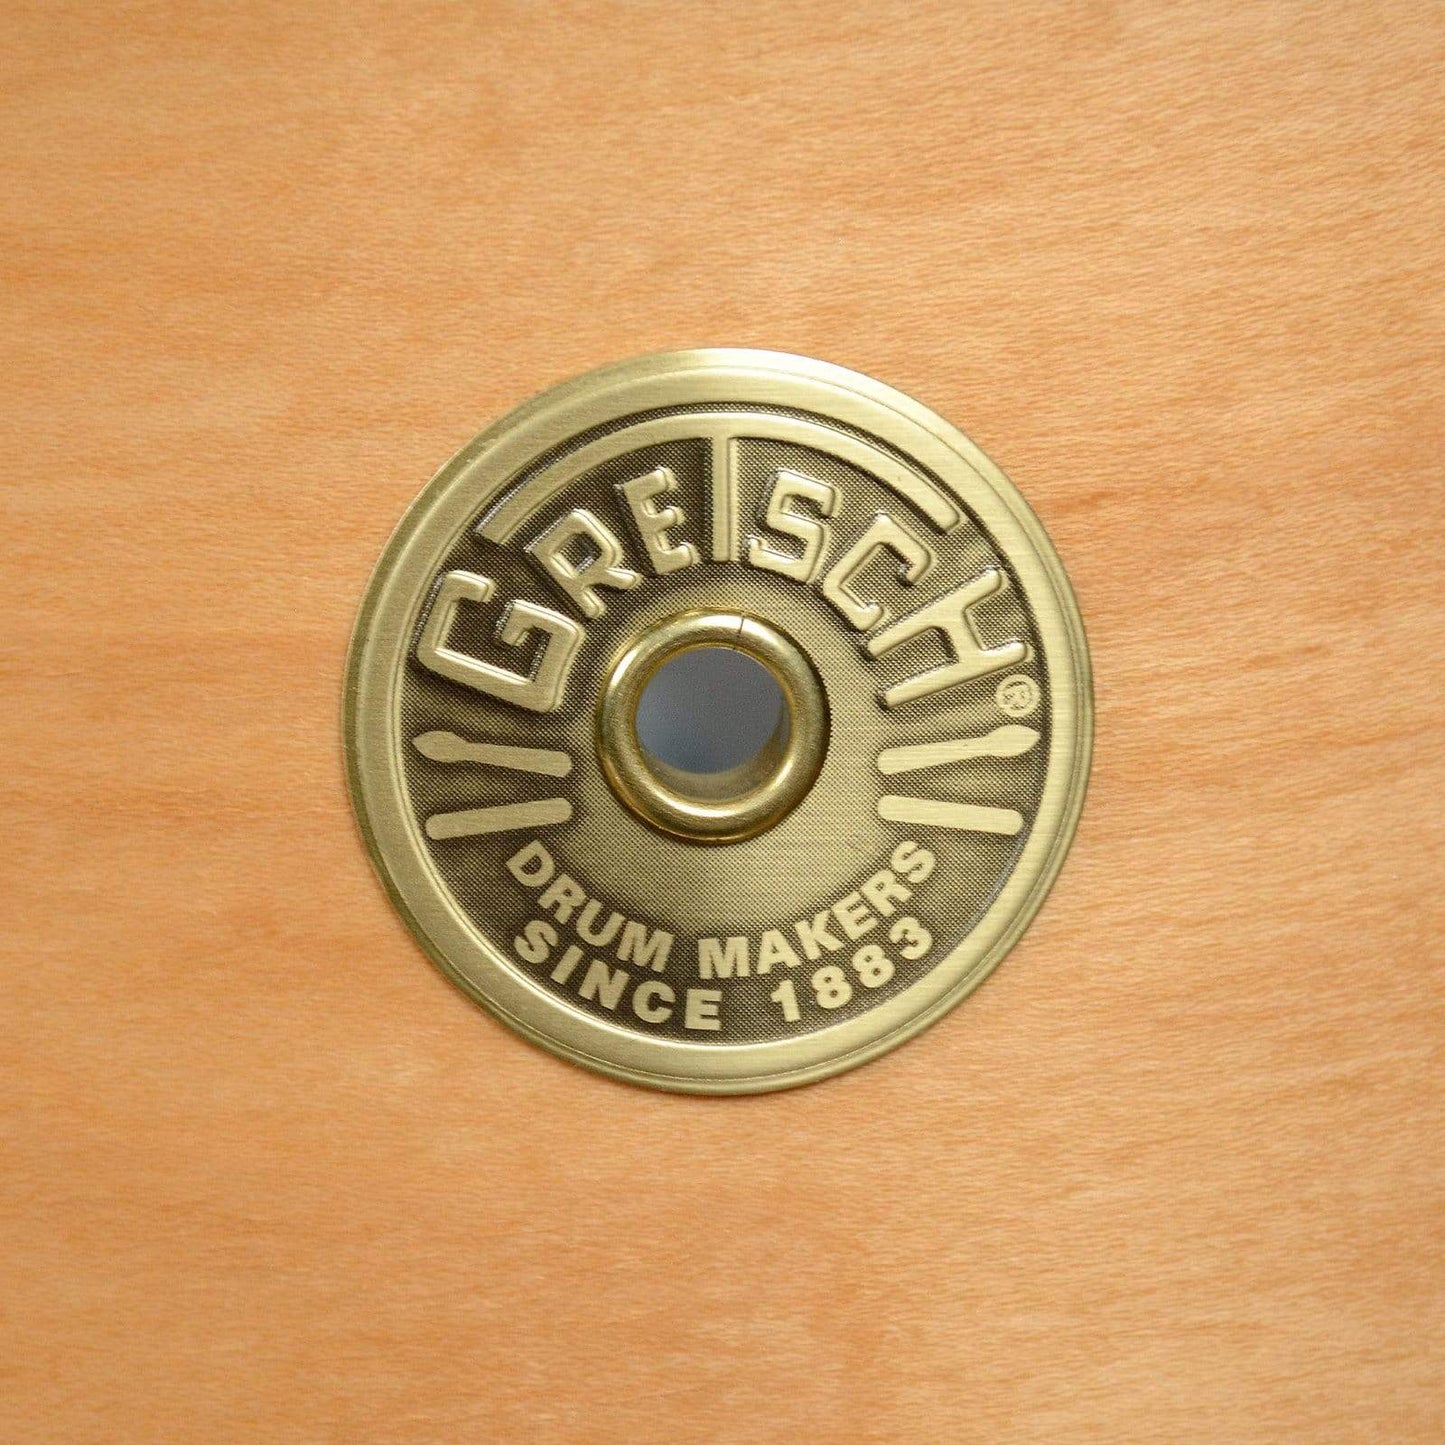 GRETSCH®
DRUM MAKERS
SINCE 1883